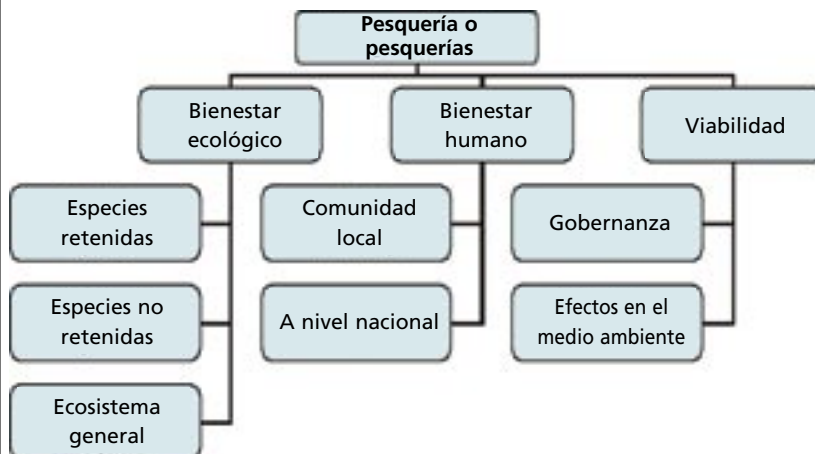 Pesquería o
pesquerías
Bienestar
ecológico
Bienestar
humano
Viabilidad
Especies
retenidas
Comunidad
local
Gobernanza
Especies no
retenidas
A nivel nacional
Efectos en el
medio ambiente
Ecosistema
general